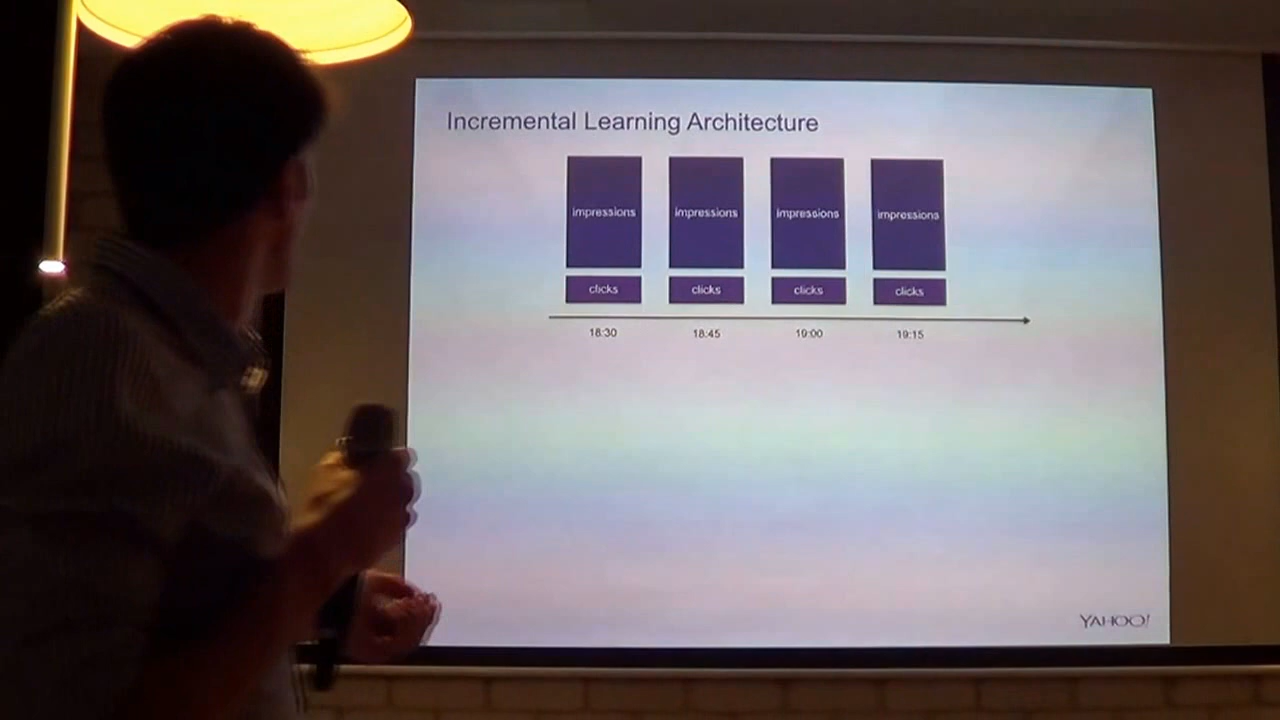 Incremental Learning Architecture
impressions impressions impressions impressions
clicks clicks clicks clicks
18:30 18:45 19:00 19:15
YAHOO!